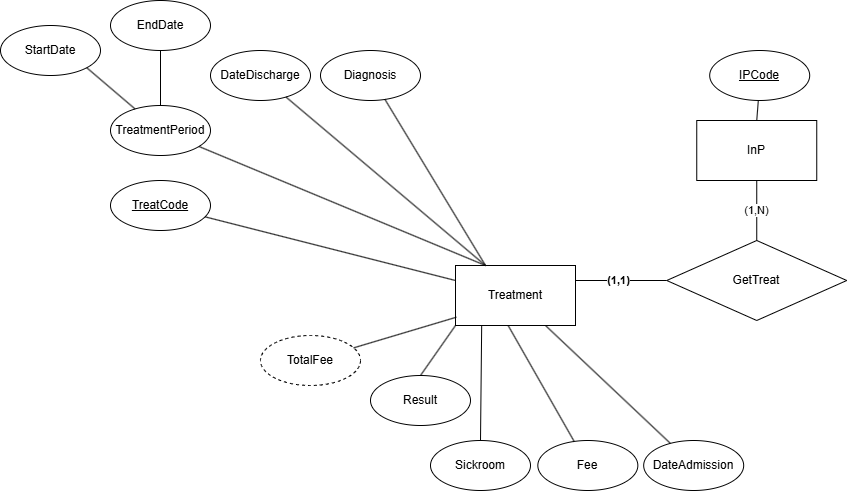 EndDate
StartDate
DateDischarge
Diagnosis
IPCode
TreatmentPeriod
InP
TreatCode
(1,N)
GetTreat
(1,1)
Treatment
TotalFee
Result
Sickroom
Fee
DateAdmission